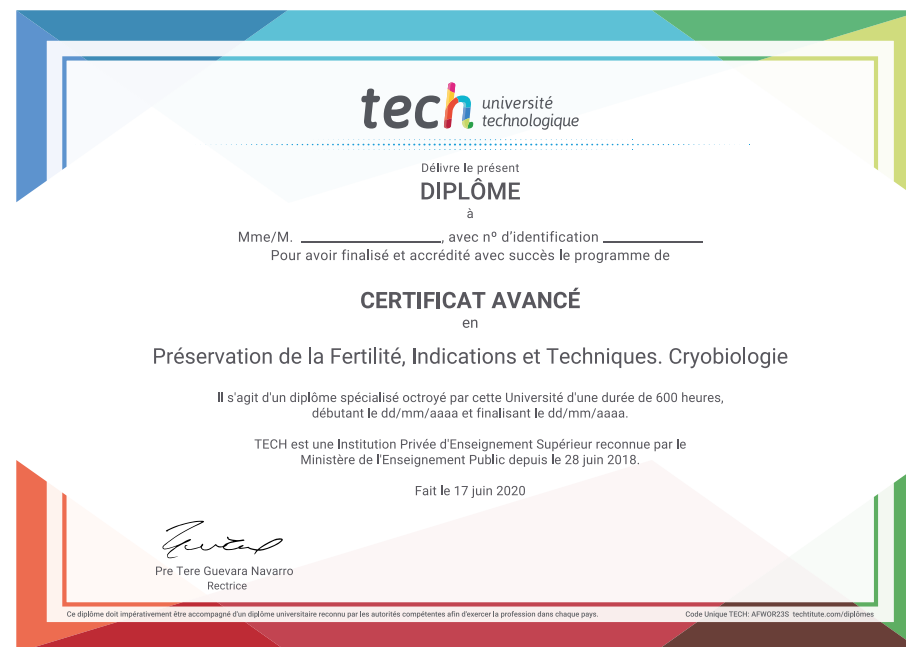 tech université
technologique
Délivre le présent
DIPLÔME
à
Mme/M. ____________________, avec nº d'identification ______________
Pour avoir finalisé et accrédité avec succès le programme de
CERTIFICAT AVANCÉ
en
Préservation de la Fertilité, Indications et Techniques. Cryobiologie
Il s'agit d'un diplôme spécialisé octroyé par cette Université d'une durée de 600 heures,
débutant le dd/mm/aaaa et finalisant le dd/mm/aaaa.
TECH est une Institution Privée d'Enseignement Supérieur reconnue par le
Ministère de l'Enseignement Public depuis le 28 juin 2018.
Fait le 17 juin 2020
Pre Tere Guevara Navarro
Rectrice
Ce diplôme doit impérativement être accompagné d'un diplôme universitaire reconnu par les autorités compétentes afin d'exercer la profession dans chaque pays.
Code Unique TECH: AFWOR23S techtitute.com/diplômes